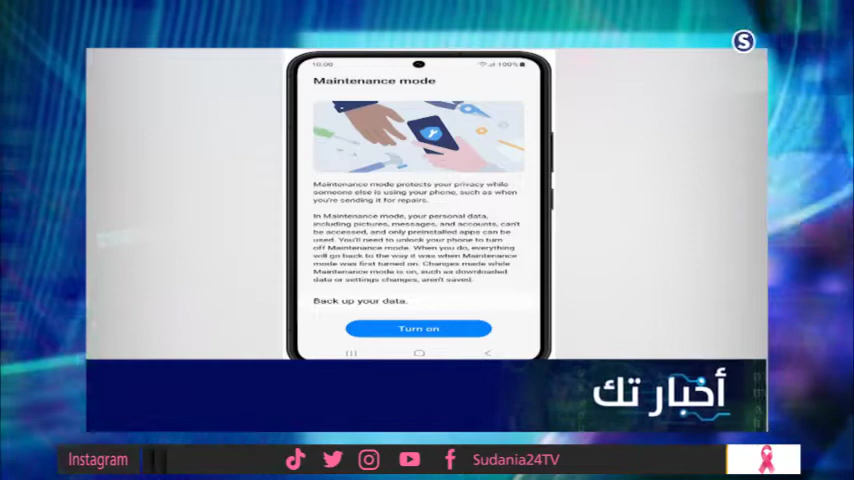 S
10:00
100%
Maintenance mode
Maintenance mode protects your privacy while
someone else is using your phone, such as when
you're sending it for repairs.
In Maintenance mode, your personal data,
including pictures, messages, and accounts, can't
be accessed, and only preinstalled apps can be
used. You'll need to unlock your phone to turn
off Maintenance mode. When you do, everything
will go back to the way it was when Maintenance
mode was first turned on. Changes made while
Maintenance mode is on, such as downloaded
data or settings changes, aren't saved.
Back up your data.
Turn on
أخبار تك
Instagram
Sudania24TV